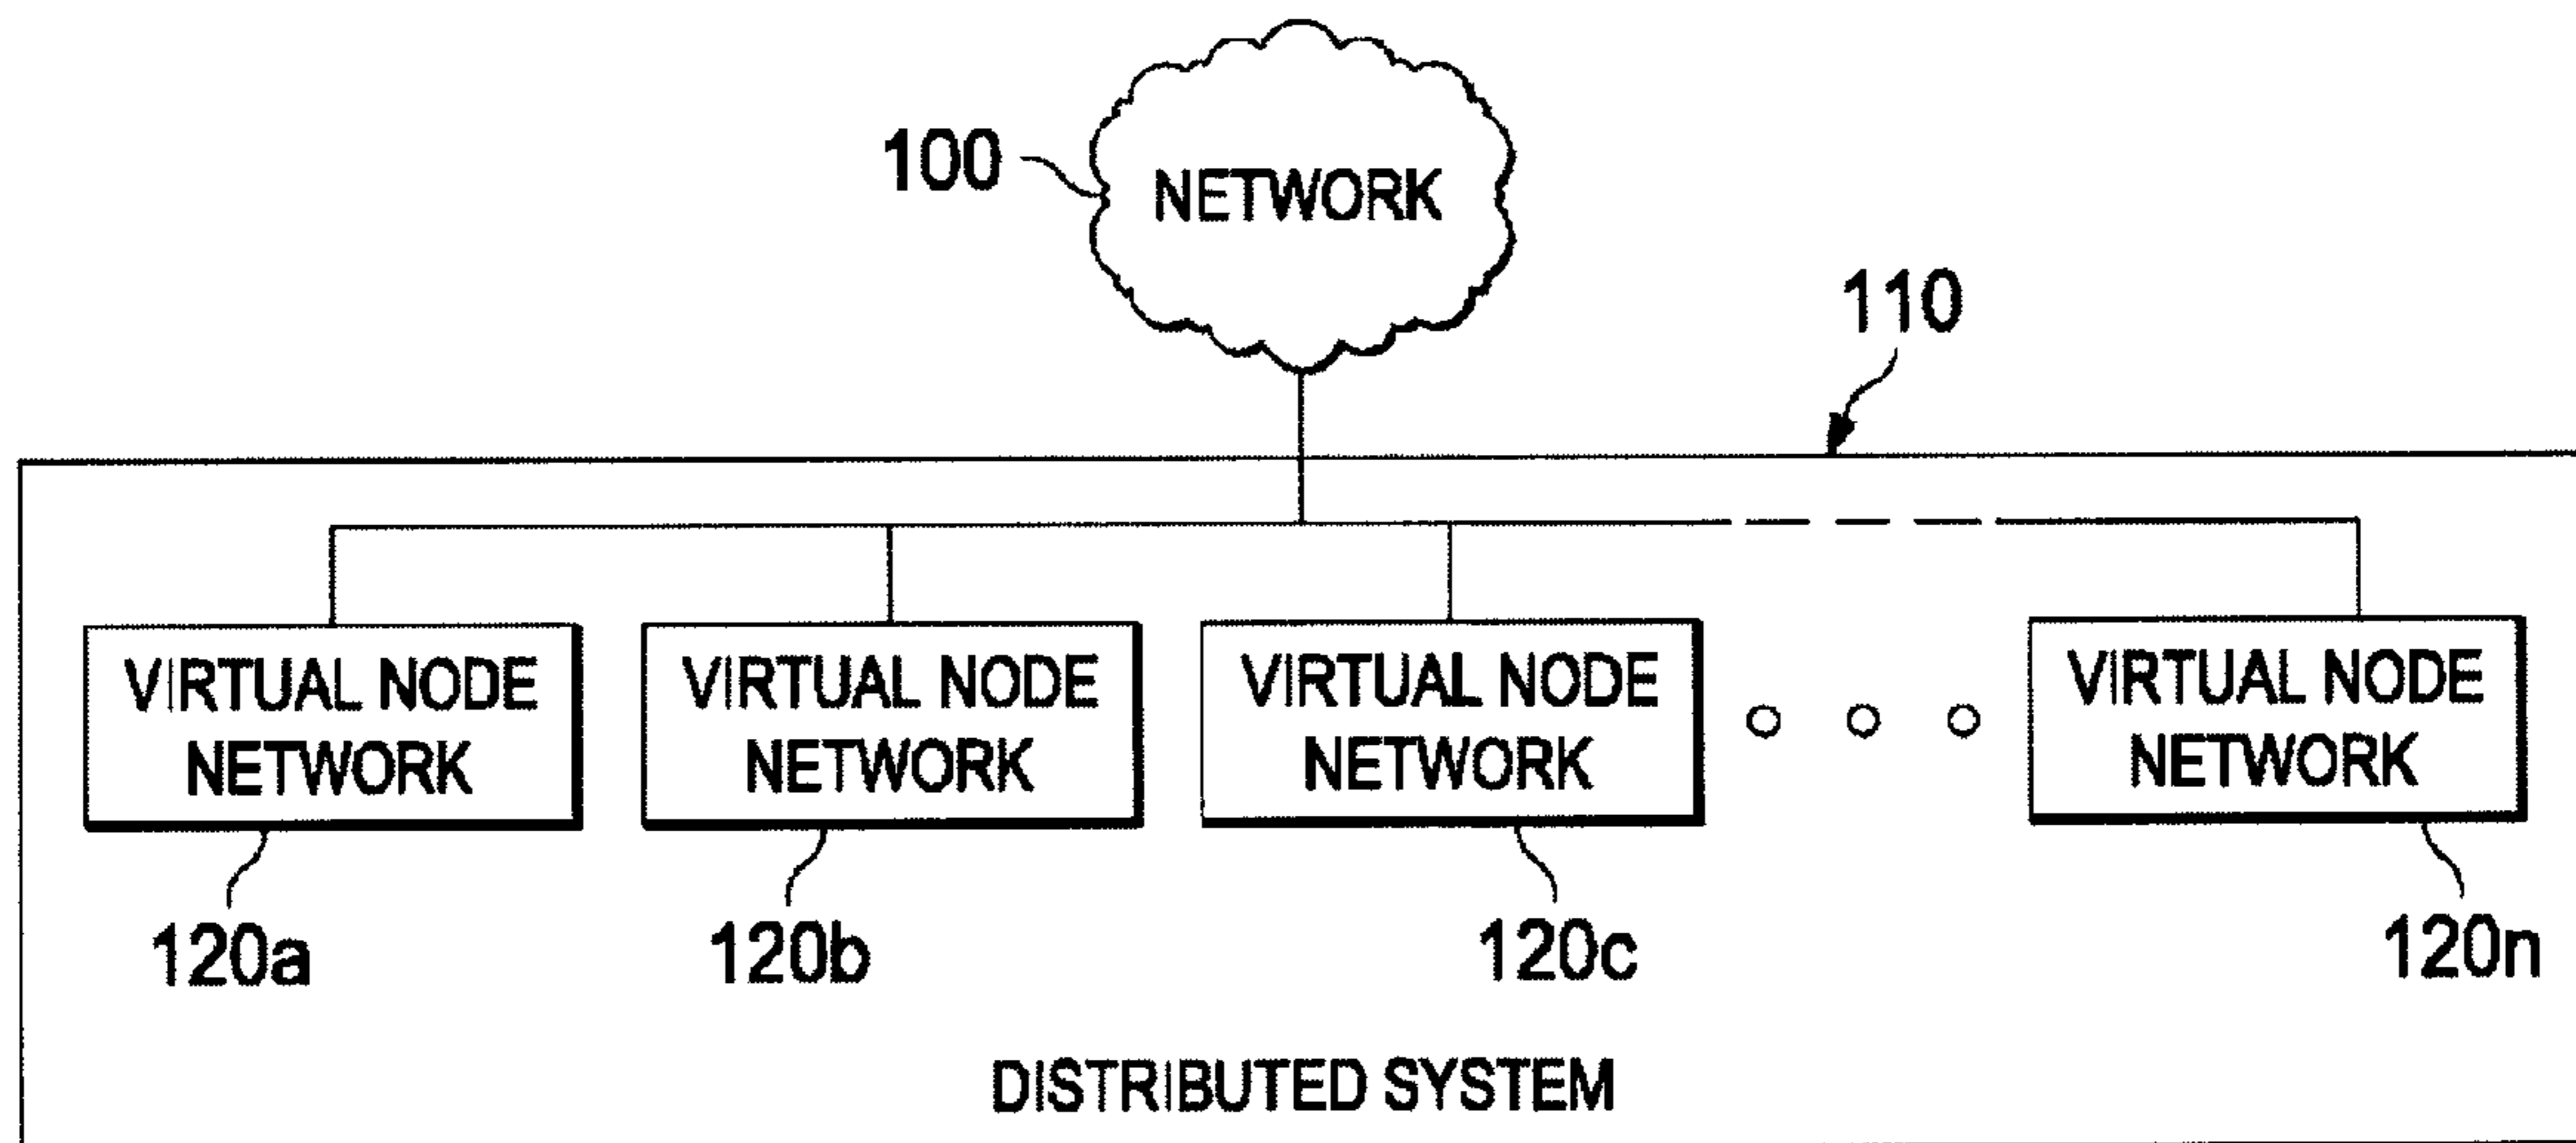 100
NETWORK
110
VIRTUAL NODE
NETWORK
VIRTUAL NODE
NETWORK
VIRTUAL NODE
NETWORK
VIRTUAL NODE
NETWORK
120a
120b
120c
120n
DISTRIBUTED SYSTEM